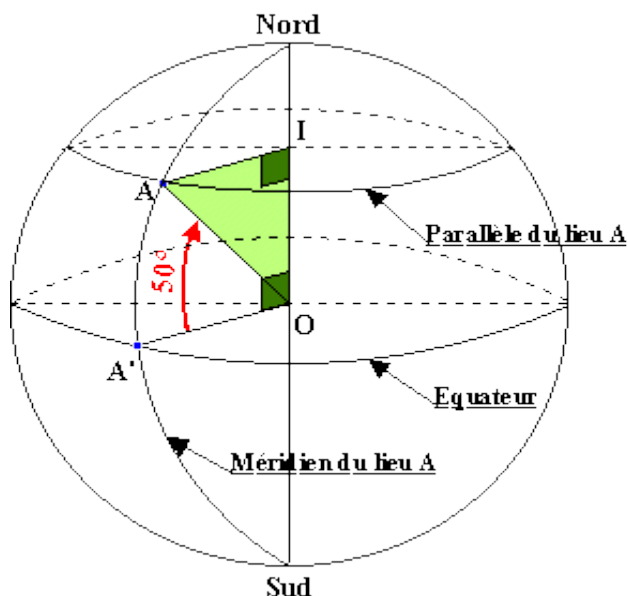 Nord
I
A
Parallèle du lieu A
50°
O
A'
Equateur
Méridien du lieu A
Sud